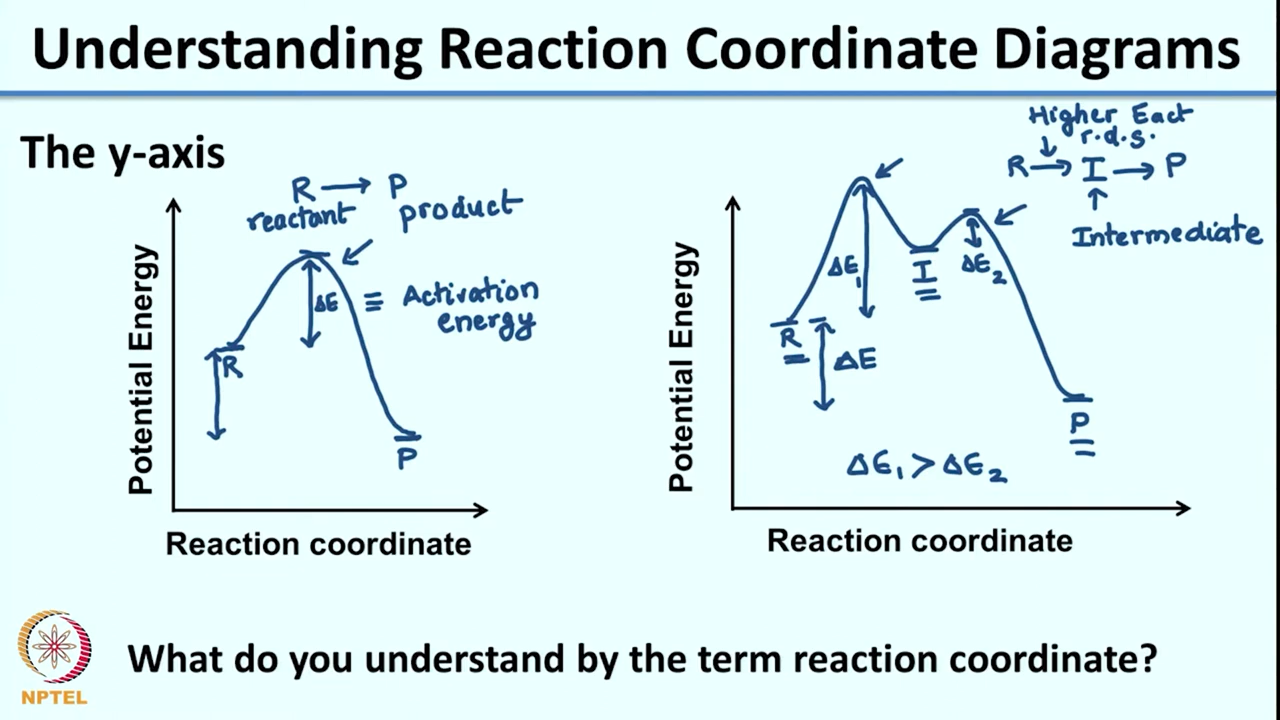 Understanding Reaction Coordinate Diagrams
The y-axis
R → P
reactant product
ΔE ≡ Activation
energy
R
P
Potential Energy
Reaction coordinate
Higher Eact
r.d.s.
R → I → P
Intermediate
ΔE₁
I
ΔE₂
R
ΔE
P
ΔE₁ > ΔE₂
Potential Energy
Reaction coordinate
What do you understand by the term reaction coordinate?
NPTEL